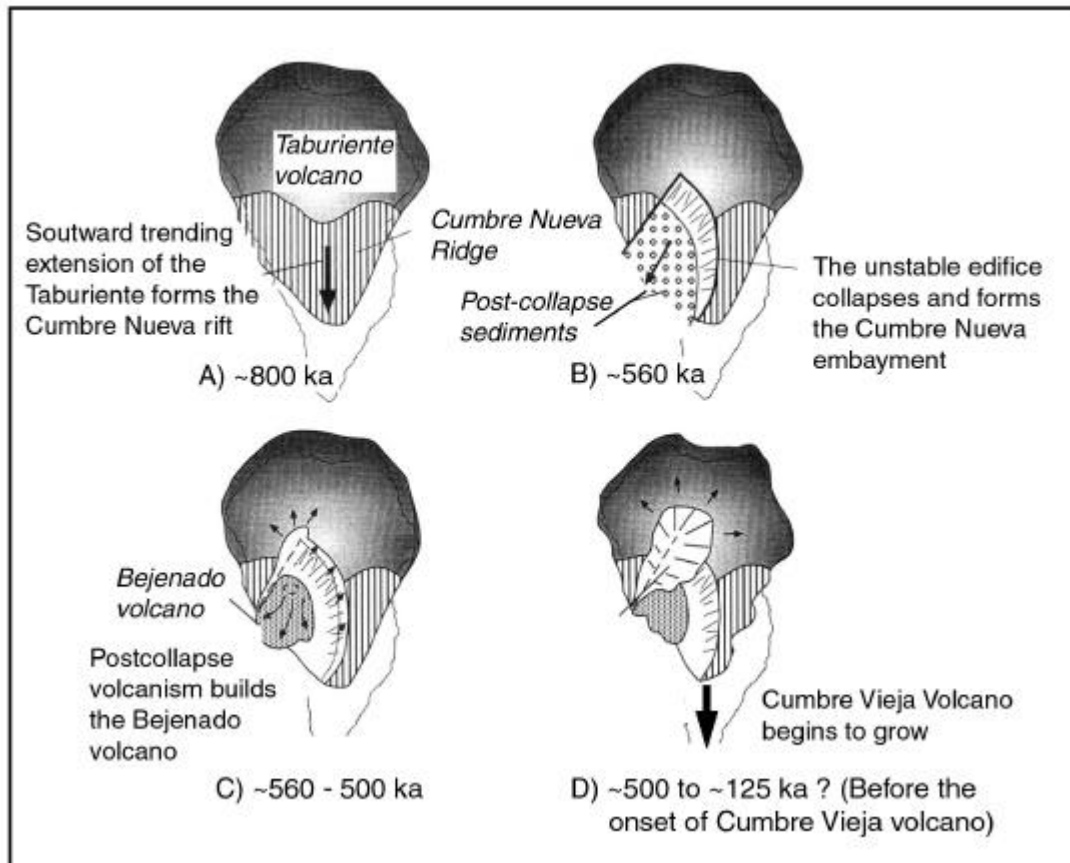 Taburiente
volcano
Soutward trending
extension of the
Taburiente forms the
Cumbre Nueva rift
Cumbre Nueva
Ridge
A) ~800 ka
Post-collapse
sediments
The unstable edifice
collapses and forms
the Cumbre Nueva
embayment
B) ~560 ka
Bejenado
volcano
Postcollapse
volcanism builds
the Bejenado
volcano
C) ~560 - 500 ka
Cumbre Vieja Volcano
begins to grow
D) ~500 to ~125 ka ? (Before the
onset of Cumbre Vieja volcano)